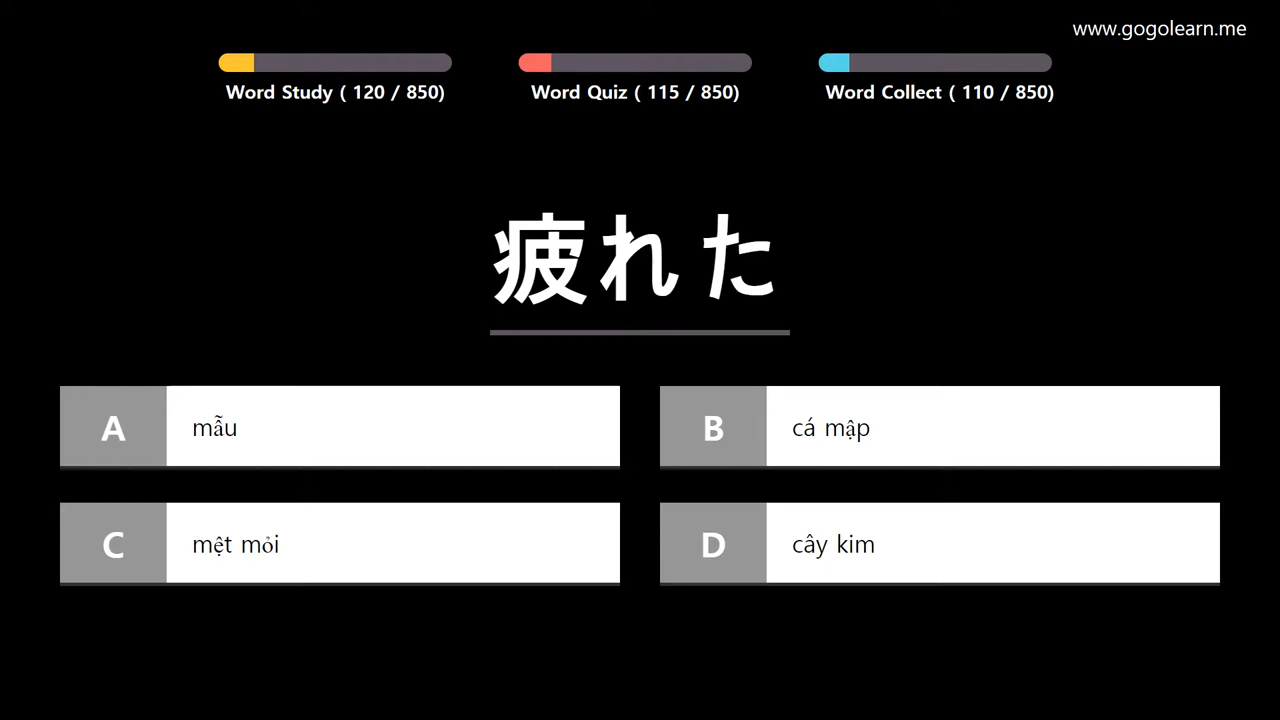 www.gogolearn.me
Word Study ( 120 / 850)
Word Quiz ( 115 / 850)
Word Collect ( 110 / 850)
疲れた
A mẫu
B cá mập
C mệt mỏi
D cây kim